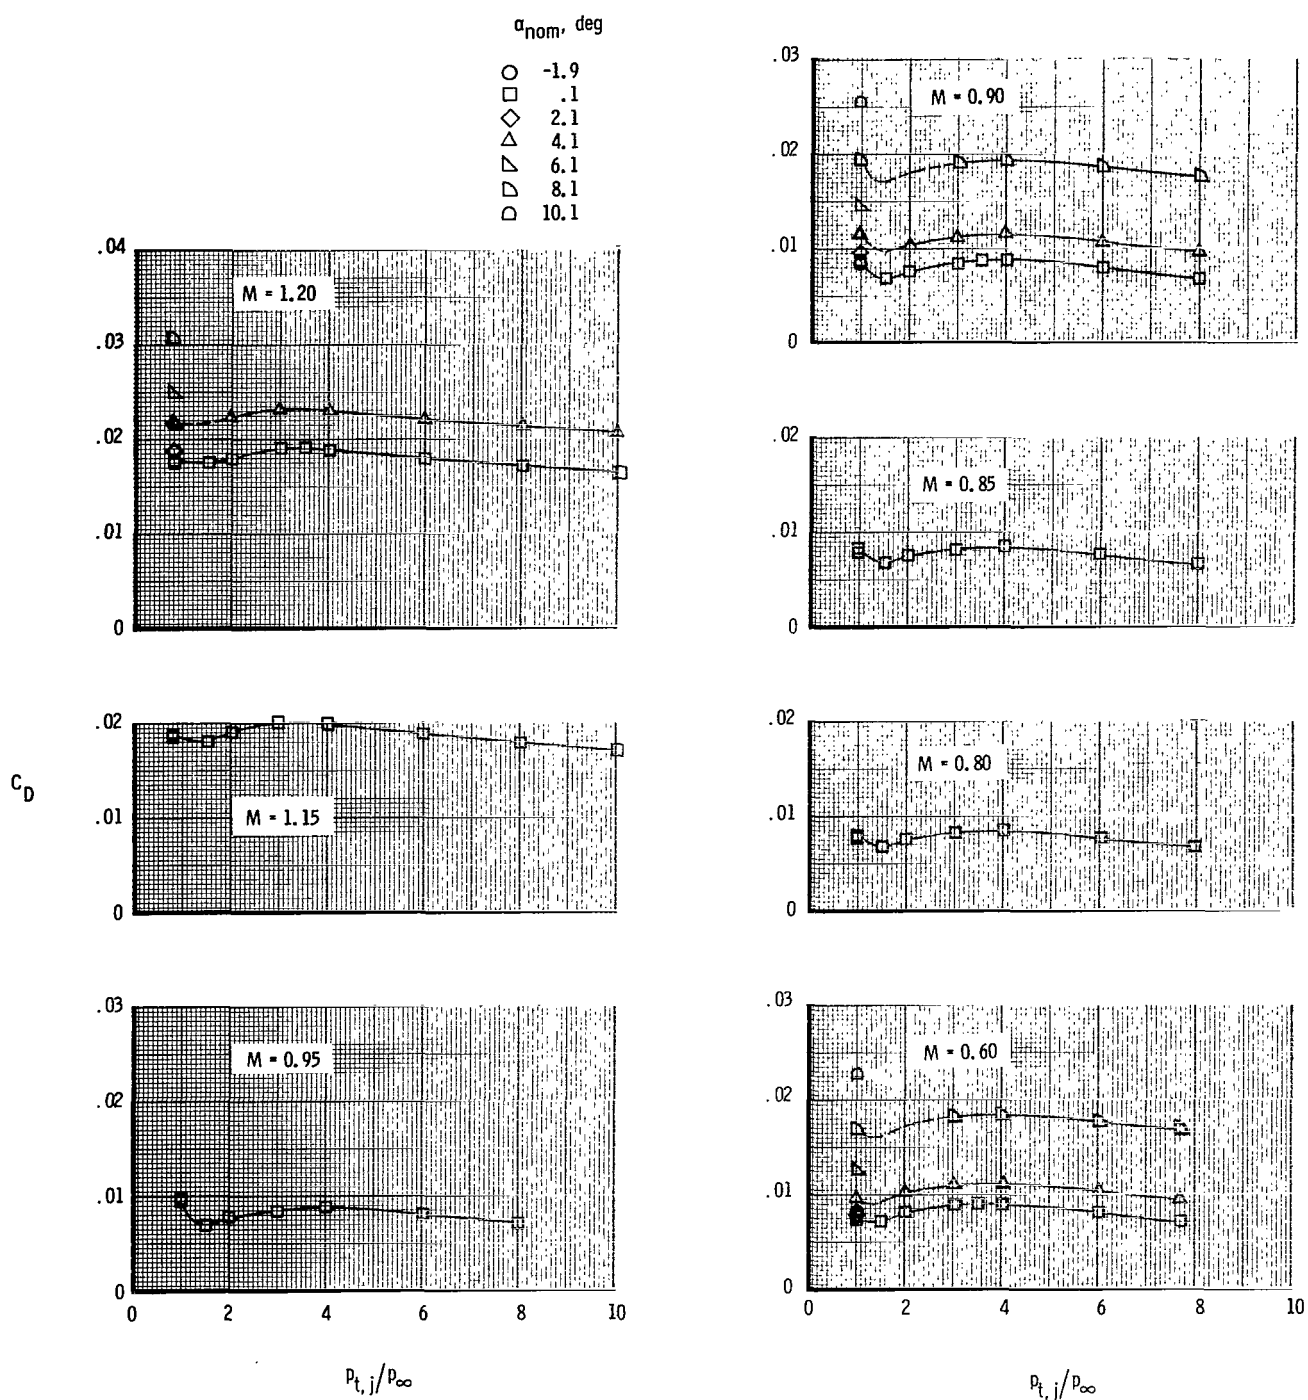 α_nom, deg
-1.9
.1
2.1
4.1
6.1
8.1
10.1
.04
.03
.02
.01
0
M = 1.20
.02
.01
0
M = 1.15
C_D
.03
.02
.01
0
M = 0.95
0 2 4 6 8 10
p_t,j/p_∞
.03
.02
.01
0
M = 0.90
.02
.01
0
M = 0.85
.02
.01
0
M = 0.80
.03
.02
.01
0
M = 0.60
0 2 4 6 8 10
p_t,j/p_∞